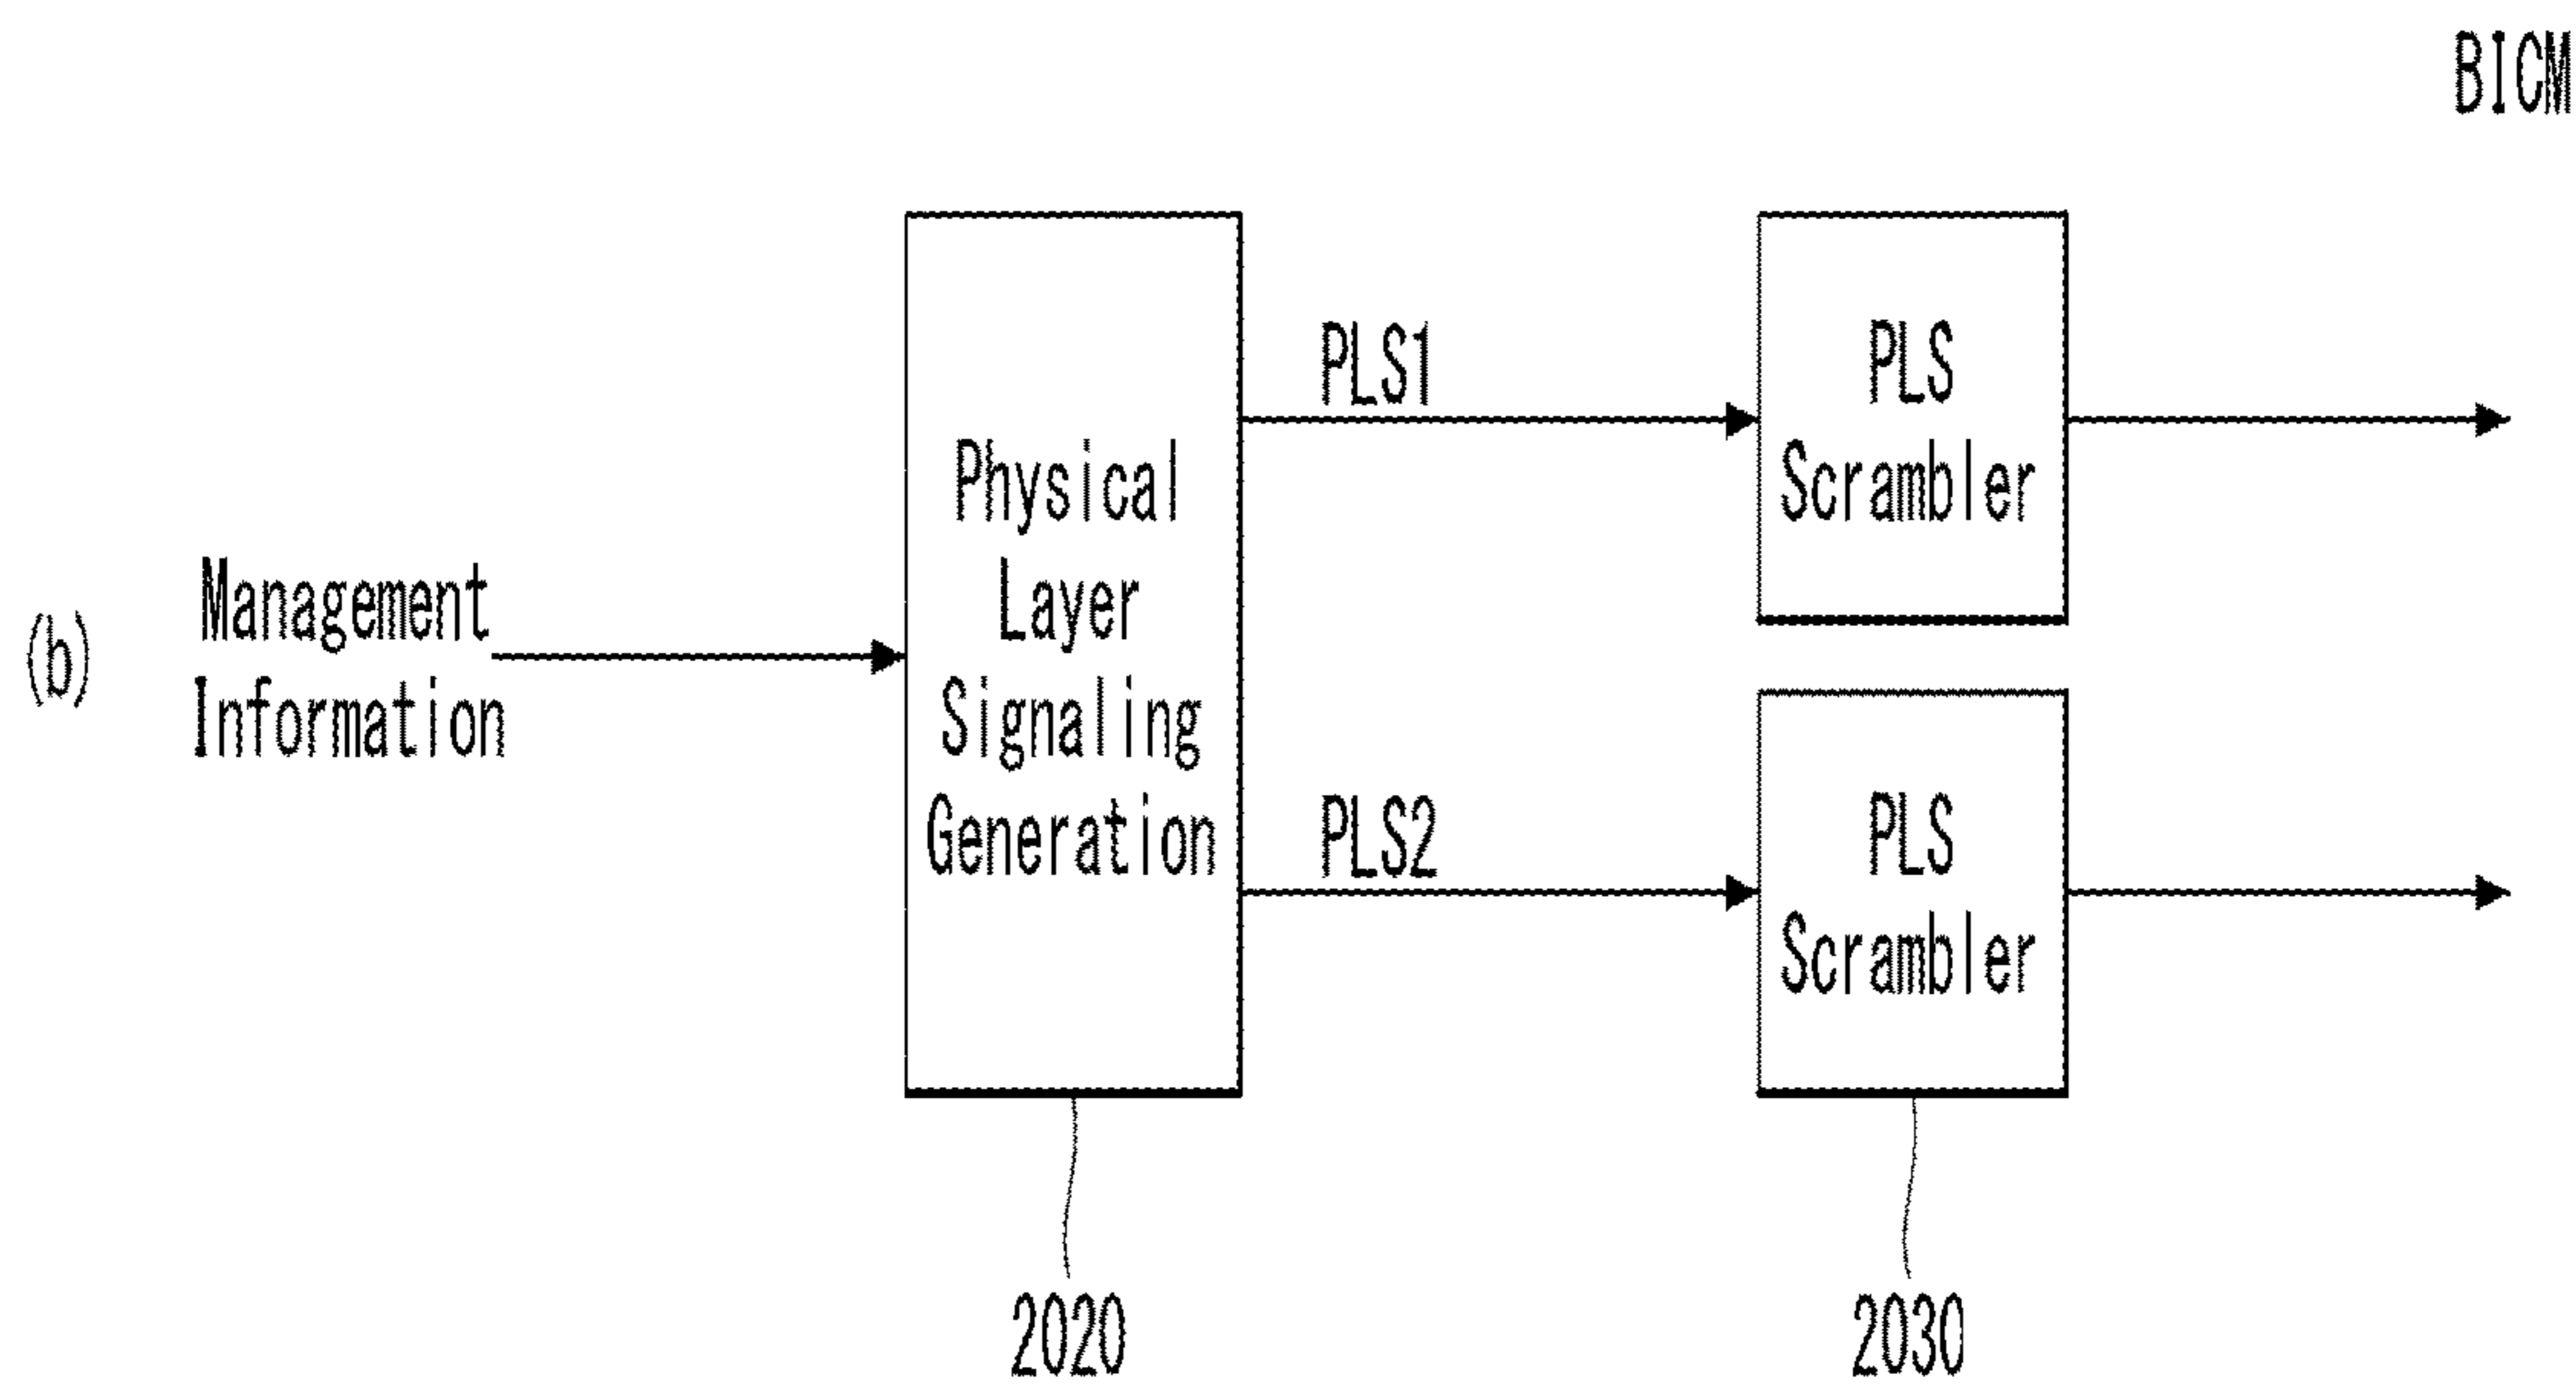 BICM
(b)
Management
Information
Physical
Layer
Signaling
Generation
PLS1
PLS
Scrambler
PLS2
PLS
Scrambler
2020
2030